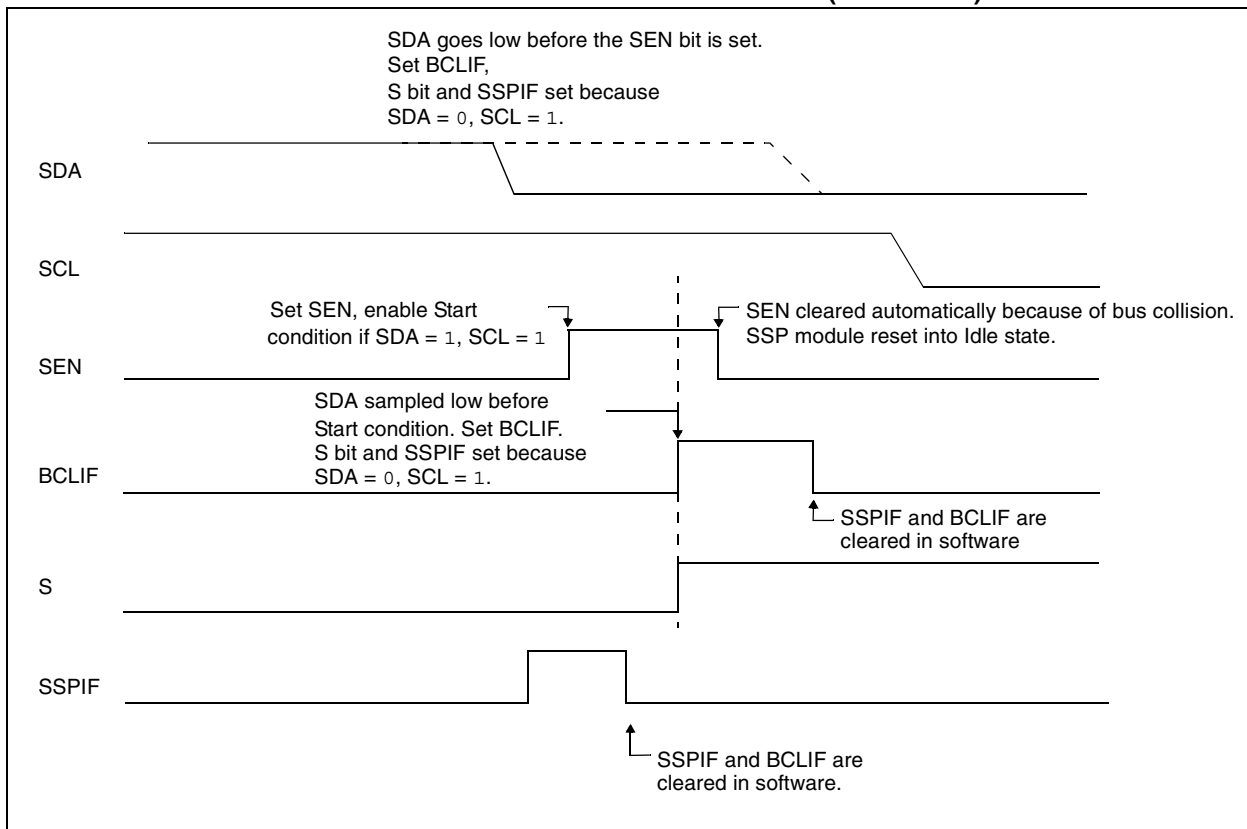 SDA goes low before the SEN bit is set.
Set BCLIF,
S bit and SSPIF set because
SDA = 0, SCL = 1.
SDA
SCL
Set SEN, enable Start
condition if SDA = 1, SCL = 1
SEN cleared automatically because of bus collision.
SSP module reset into Idle state.
SEN
SDA sampled low before
Start condition. Set BCLIF.
S bit and SSPIF set because
SDA = 0, SCL = 1.
BCLIF
SSPIF and BCLIF are
cleared in software
S
SSPIF
SSPIF and BCLIF are
cleared in software.